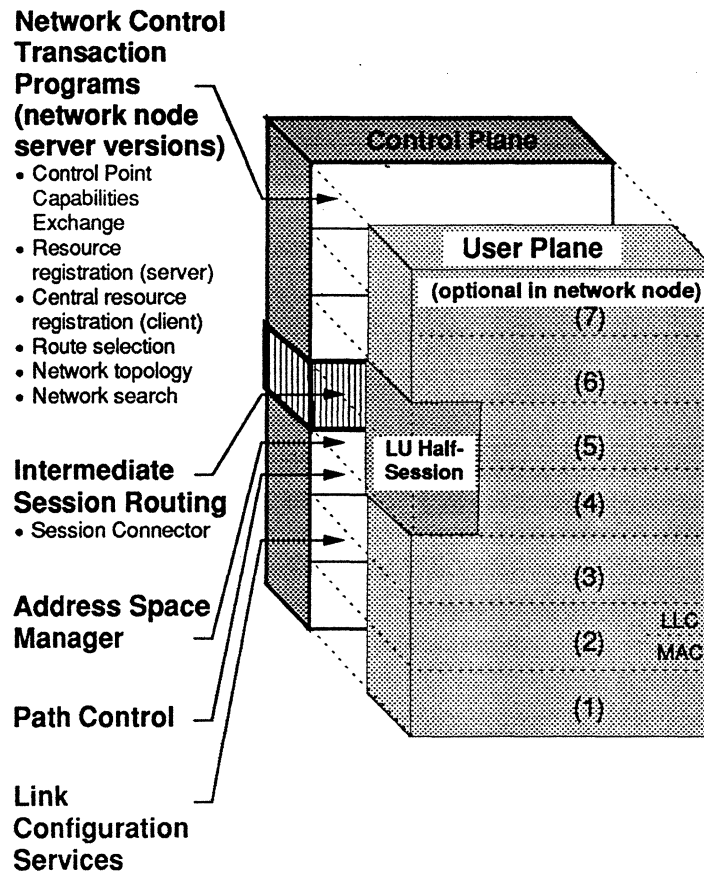 Network Control
Transaction
Programs
(network node
server versions)
• Control Point
Capabilities
Exchange
• Resource
registration (server)
• Central resource
registration (client)
• Route selection
• Network topology
• Network search
Intermediate
Session Routing
• Session Connector
Address Space
Manager
Path Control
Link
Configuration
Services
Control Plane
User Plane
(optional in network node)
(7)
(6)
LU Half-
Session
(5)
(4)
(3)
(2)
LLC
MAC
(1)